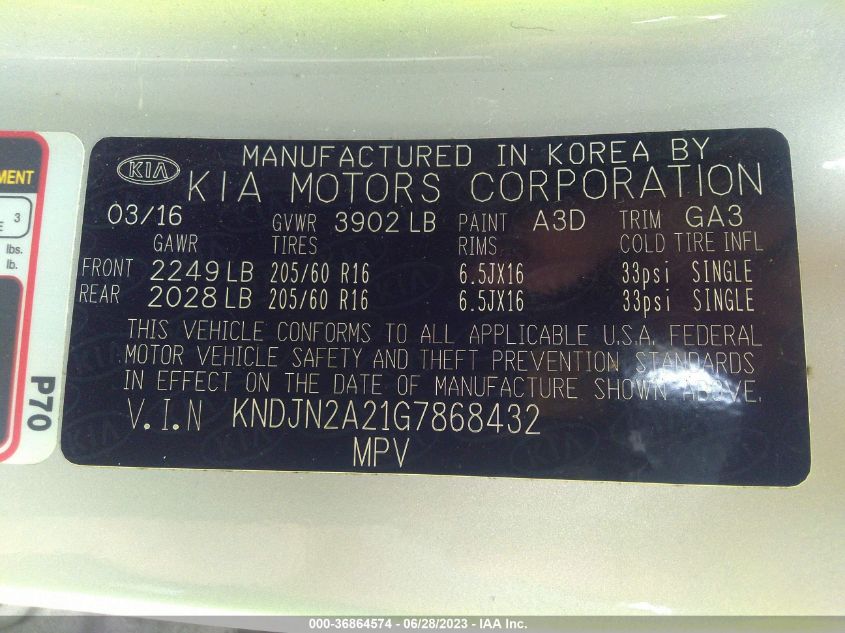 MANUFACTURED IN KOREA BY
KIA KIA MOTORS CORPORATION
03/16 GVWR 3902 LB PAINT A3D TRIM GA3
GAWR TIRES RIMS COLD TIRE INFL
FRONT 2249 LB 205/60 R16 6.5JX16 33psi SINGLE
REAR 2028 LB 205/60 R16 6.5JX16 33psi SINGLE
THIS VEHICLE CONFORMS TO ALL APPLICABLE U.S.A. FEDERAL
MOTOR VEHICLE SAFETY AND THEFT PREVENTION STANDARDS
IN EFFECT ON THE DATE OF MANUFACTURE SHOWN ABOVE.
V.I.N KNDJN2A21G7868432
MPV
MENT
3
lbs.
lb.
P70
000-36864574 - 06/28/2023 - IAA Inc.